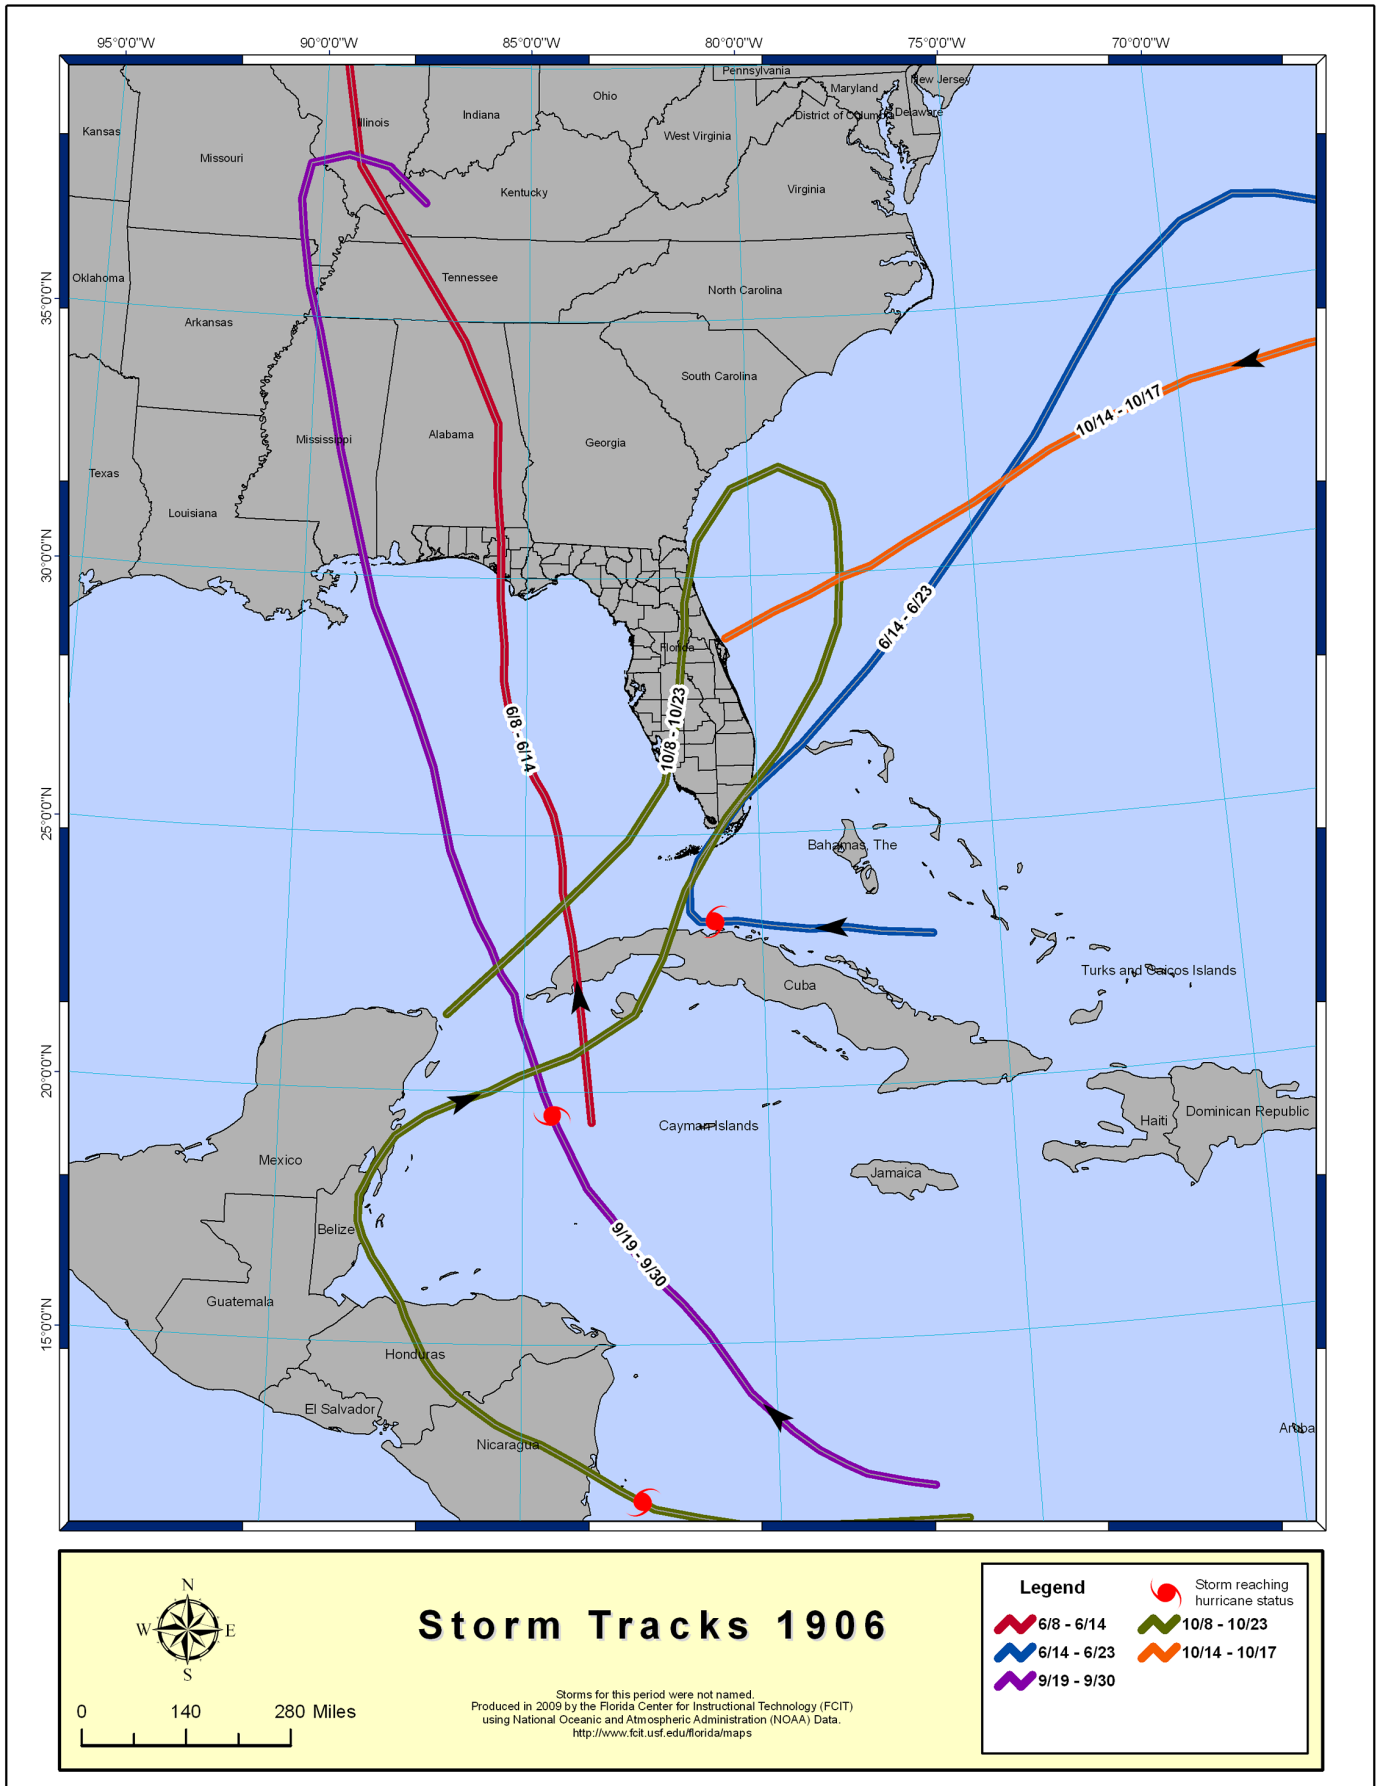 95°0'0"W
90°0'0"W
85°0'0"W
80°0'0"W
75°0'0"W
70°0'0"W
35°0'0"N
30°0'0"N
25°0'0"N
20°0'0"N
15°0'0"N
Pennsylvania
New Jersey
Maryland
Ohio
Delaware
District of Columbia
Indiana
Illinois
Kansas
West Virginia
Missouri
Virginia
Kentucky
Oklahoma
Tennessee
North Carolina
Arkansas
South Carolina
10/14 - 10/17
Alabama
Mississippi
Georgia
Texas
Louisiana
6/14 - 6/23
Florida
10/8 - 10/23
6/8 - 6/14
Bahamas, The
Turks and Caicos Islands
Cuba
Dominican Republic
Haiti
Cayman Islands
Mexico
Jamaica
Belize
9/19 - 9/30
Guatemala
Honduras
El Salvador
Aruba
Nicaragua
N
W
E
S
0
140
280 Miles
Storm Tracks 1906
Storms for this period were not named.
Produced in 2009 by the Florida Center for Instructional Technology (FCIT)
using National Oceanic and Atmospheric Administration (NOAA) Data.
http://www.fcit.usf.edu/florida/maps
Legend
6/8 - 6/14
6/14 - 6/23
9/19 - 9/30
Storm reaching
hurricane status
10/8 - 10/23
10/14 - 10/17